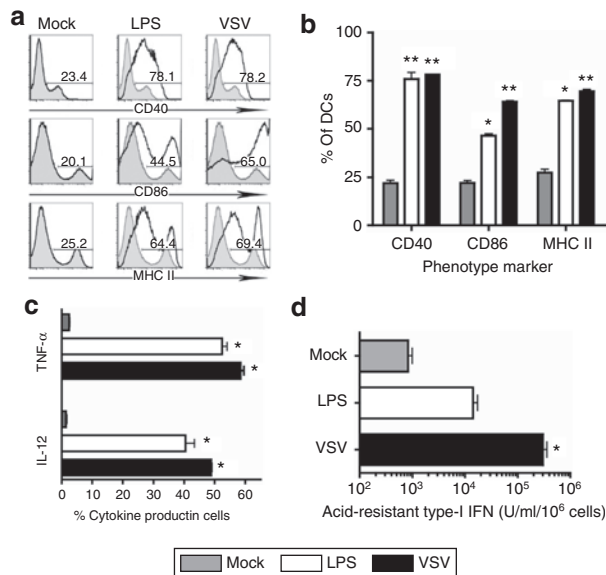 a
Mock LPS VSV
23.4 78.1 78.2
CD40
20.1 44.5 65.0
CD86
25.2 64.4 69.4
MHC II
b
100
75
50
25
0
% Of DCs
** **
* **
* **
CD40 CD86 MHC II
Phenotype marker
c
TNF-α
*
*
IL-12
*
*
0 10 20 30 40 50 60
% Cytokine productin cells
d
Mock
LPS
VSV
*
10² 10³ 10⁴ 10⁵ 10⁶
Acid-resistant type-I IFN (U/ml/10⁶ cells)
Mock LPS VSV